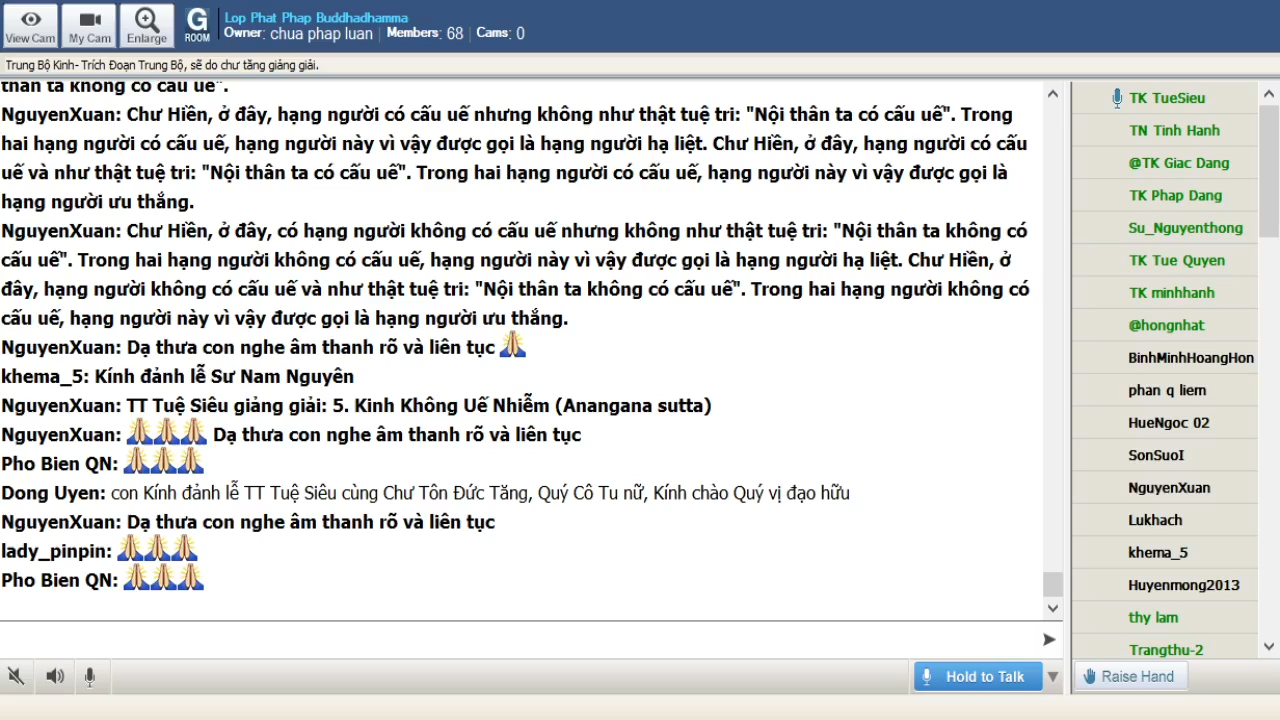 View Cam
My Cam
Enlarge
G
ROOM
Lop Phat Phap Buddhadhamma
Owner: chua phap luan Members: 68 Cams: 0
Trung Bộ Kinh- Trích Đoạn Trung Bộ, sẽ do chư tăng giảng giải.
thân ta không có cấu uế".
NguyenXuan: Chư Hiền, ở đây, hạng người có cấu uế nhưng không như thật tuệ tri: "Nội thân ta có cấu uế". Trong
hai hạng người có cấu uế, hạng người này vì vậy được gọi là hạng người hạ liệt. Chư Hiền, ở đây, hạng người có cấu
uế và như thật tuệ tri: "Nội thân ta có cấu uế". Trong hai hạng người có cấu uế, hạng người này vì vậy được gọi là
hạng người ưu thắng.
NguyenXuan: Chư Hiền, ở đây, có hạng người không có cấu uế nhưng không như thật tuệ tri: "Nội thân ta không có
cấu uế". Trong hai hạng người không có cấu uế, hạng người này vì vậy được gọi là hạng người hạ liệt. Chư Hiền, ở
đây, hạng người không có cấu uế và như thật tuệ tri: "Nội thân ta không có cấu uế". Trong hai hạng người không có
cấu uế, hạng người này vì vậy được gọi là hạng người ưu thắng.
NguyenXuan: Dạ thưa con nghe âm thanh rõ và liên tục
khema_5: Kính đảnh lễ Sư Nam Nguyên
NguyenXuan: TT Tuệ Siêu giảng giải: 5. Kinh Không Uế Nhiễm (Anangana sutta)
NguyenXuan: Dạ thưa con nghe âm thanh rõ và liên tục
Pho Bien QN:
Dong Uyen: con Kính đảnh lễ TT Tuệ Siêu cùng Chư Tôn Đức Tăng, Quý Cô Tu nữ, Kính chào Quý vị đạo hữu
NguyenXuan: Dạ thưa con nghe âm thanh rõ và liên tục
lady_pinpin:
Pho Bien QN:
Hold to Talk
TK TueSieu
TN Tinh Hanh
@TK Giac Dang
TK Phap Dang
Su_Nguyenthong
TK Tue Quyen
TK minhhanh
@hongnhat
BinhMinhHoangHon
phan q liem
HueNgoc 02
SonSuoI
NguyenXuan
Lukhach
khema_5
Huyenmong2013
thy lam
Trangthu-2
Raise Hand